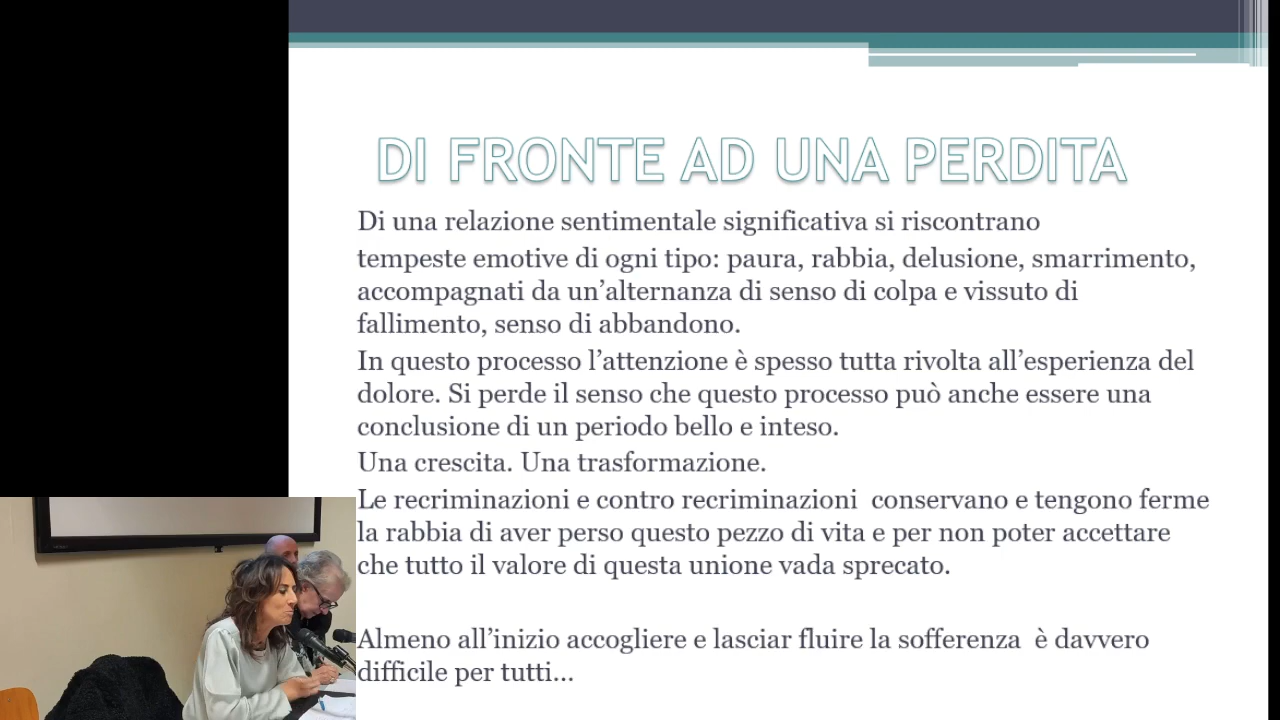 DI FRONTE AD UNA PERDITA
Di una relazione sentimentale significativa si riscontrano
tempeste emotive di ogni tipo: paura, rabbia, delusione, smarrimento,
accompagnati da un’alternanza di senso di colpa e vissuto di
fallimento, senso di abbandono.
In questo processo l’attenzione è spesso tutta rivolta all’esperienza del
dolore. Si perde il senso che questo processo può anche essere una
conclusione di un periodo bello e inteso.
Una crescita. Una trasformazione.
Le recriminazioni e contro recriminazioni  conservano e tengono ferme
la rabbia di aver perso questo pezzo di vita e per non poter accettare
che tutto il valore di questa unione vada sprecato.
Almeno all’inizio accogliere e lasciar fluire la sofferenza  è davvero
difficile per tutti...